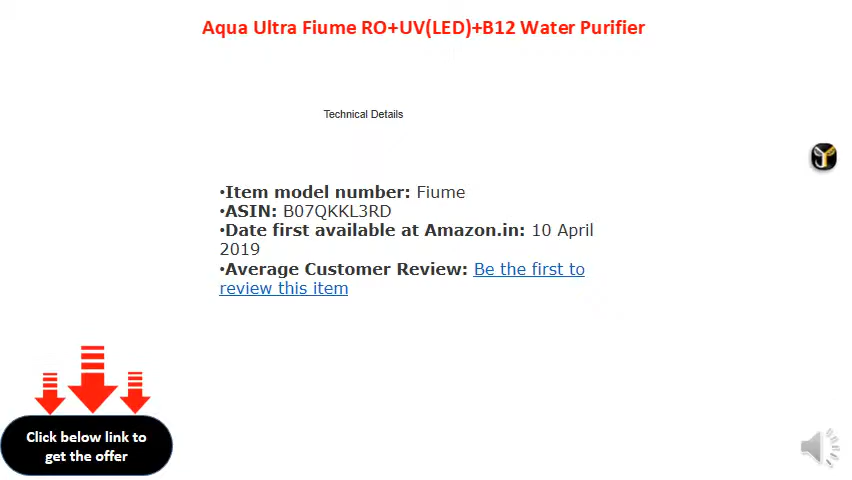 Aqua Ultra Fiume RO+UV(LED)+B12 Water Purifier
Technical Details
•Item model number: Fiume
•ASIN: B07QKKL3RD
•Date first available at Amazon.in: 10 April
2019
•Average Customer Review: Be the first to
review this item
Click below link to
get the offer